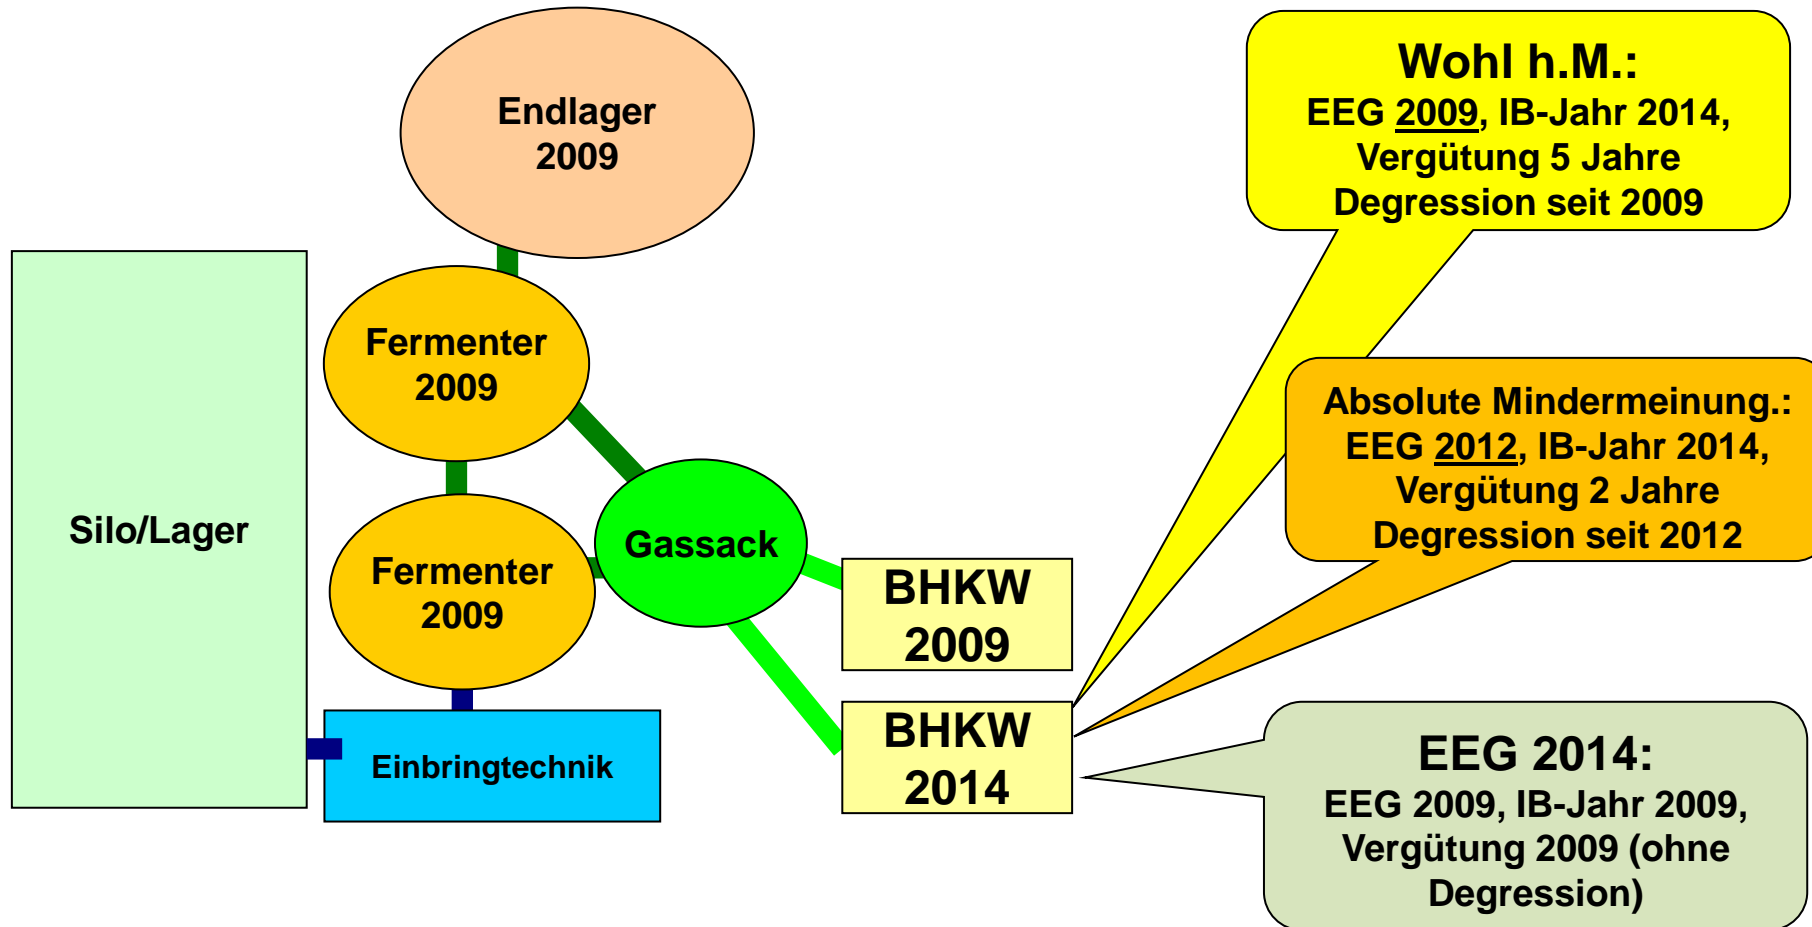 Endlager
2009
Fermenter
2009
Silo/Lager
Fermenter
2009
Gassack
Einbringtechnik
BHKW
2009
BHKW
2014
Wohl h.M.:
EEG 2009, IB-Jahr 2014,
Vergütung 5 Jahre
Degression seit 2009
Absolute Mindermeinung.:
EEG 2012, IB-Jahr 2014,
Vergütung 2 Jahre
Degression seit 2012
EEG 2014:
EEG 2009, IB-Jahr 2009,
Vergütung 2009 (ohne
Degression)